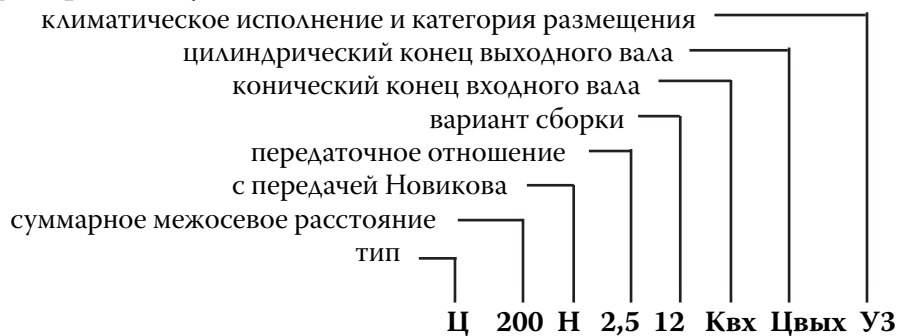 климатическое исполнение и категория размещения
цилиндрический конец выходного вала
конический конец входного вала
вариант сборки
передаточное отношение
с передачей Новикова
суммарное межосевое расстояние
тип
Ц 200 Н 2,5 12 Квх Цвых У3